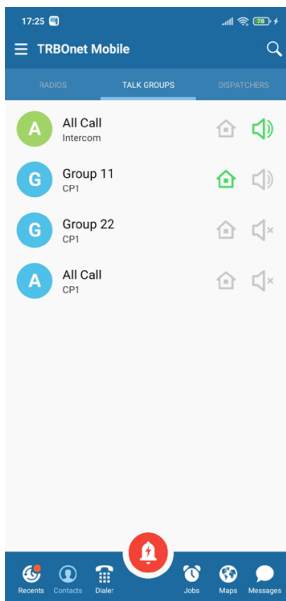 17:25
78
TRBOnet Mobile
RADIOS
TALK GROUPS
DISPATCHERS
A
All Call
Intercom
G
Group 11
CP1
G
Group 22
CP1
A
All Call
CP1
Recents
Contacts
Dialer
Jobs
Maps
Messages